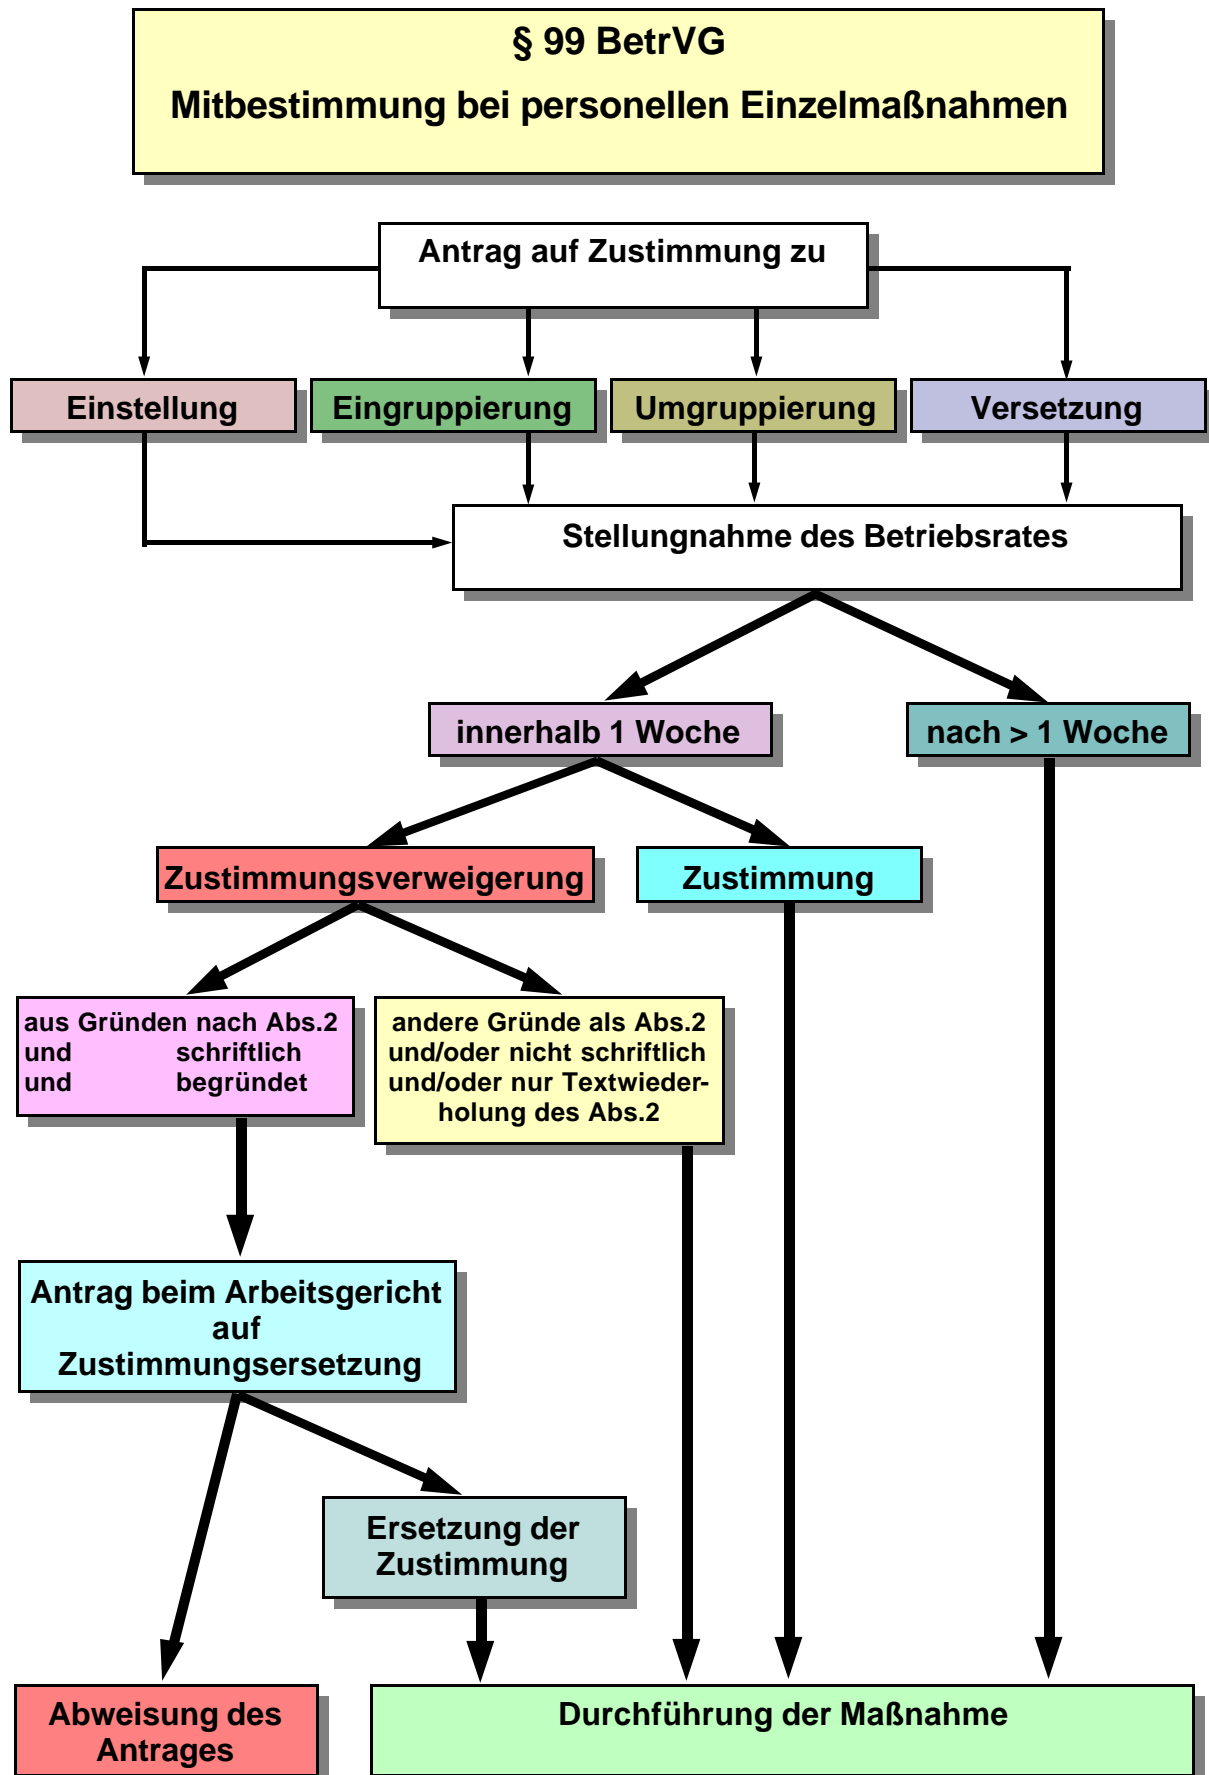 § 99 BetrVG
Mitbestimmung bei personellen Einzelmaßnahmen
Antrag auf Zustimmung zu
Einstellung
Eingruppierung
Umgruppierung
Versetzung
Stellungnahme des Betriebsrates
innerhalb 1 Woche
nach > 1 Woche
Zustimmungsverweigerung
Zustimmung
aus Gründen nach Abs.2
und schriftlich
und begründet
andere Gründe als Abs.2
und/oder nicht schriftlich
und/oder nur Textwieder-
holung des Abs.2
Antrag beim Arbeitsgericht
auf
Zustimmungsersetzung
Ersetzung der
Zustimmung
Abweisung des
Antrages
Durchführung der Maßnahme